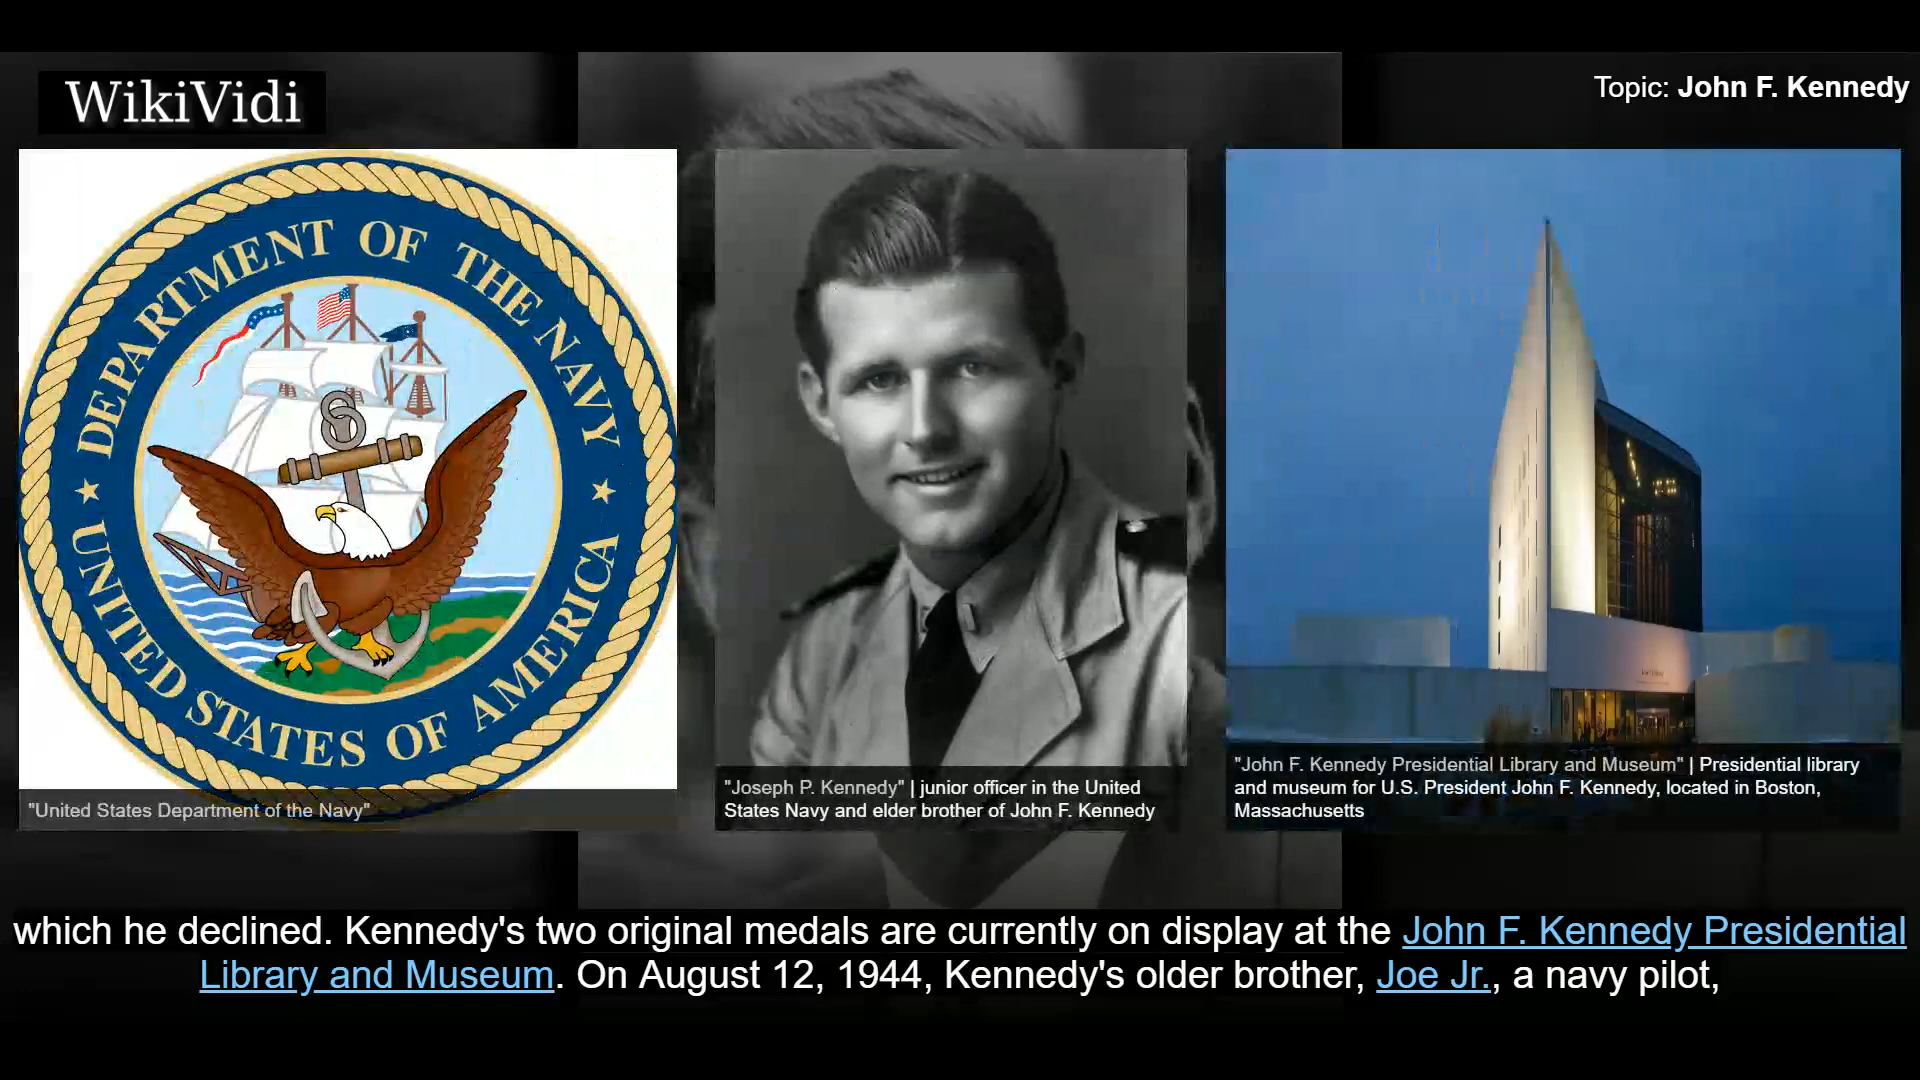 WikiVidi
Topic: John F. Kennedy
DEPARTMENT OF THE NAVY
UNITED STATES OF AMERICA
"United States Department of the Navy"
"Joseph P. Kennedy" | junior officer in the United
States Navy and elder brother of John F. Kennedy
"John F. Kennedy Presidential Library and Museum" | Presidential library
and museum for U.S. President John F. Kennedy, located in Boston,
Massachusetts
which he declined. Kennedy's two original medals are currently on display at the John F. Kennedy Presidential
Library and Museum. On August 12, 1944, Kennedy's older brother, Joe Jr., a navy pilot,